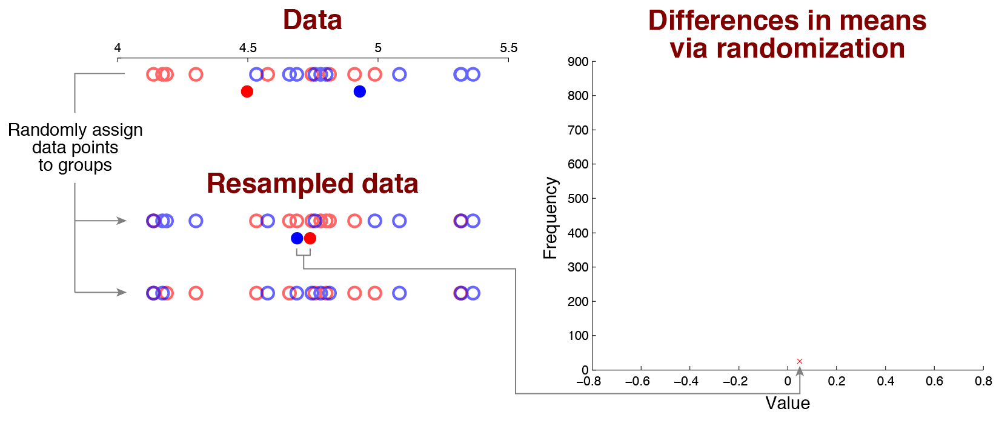 Data
4 4.5 5 5.5
Randomly assign
data points
to groups
Resampled data
Differences in means
via randomization
900
800
700
600
500
400
300
200
100
0
Frequency
−0.8 −0.6 −0.4 −0.2 0 0.2 0.4 0.6 0.8
Value